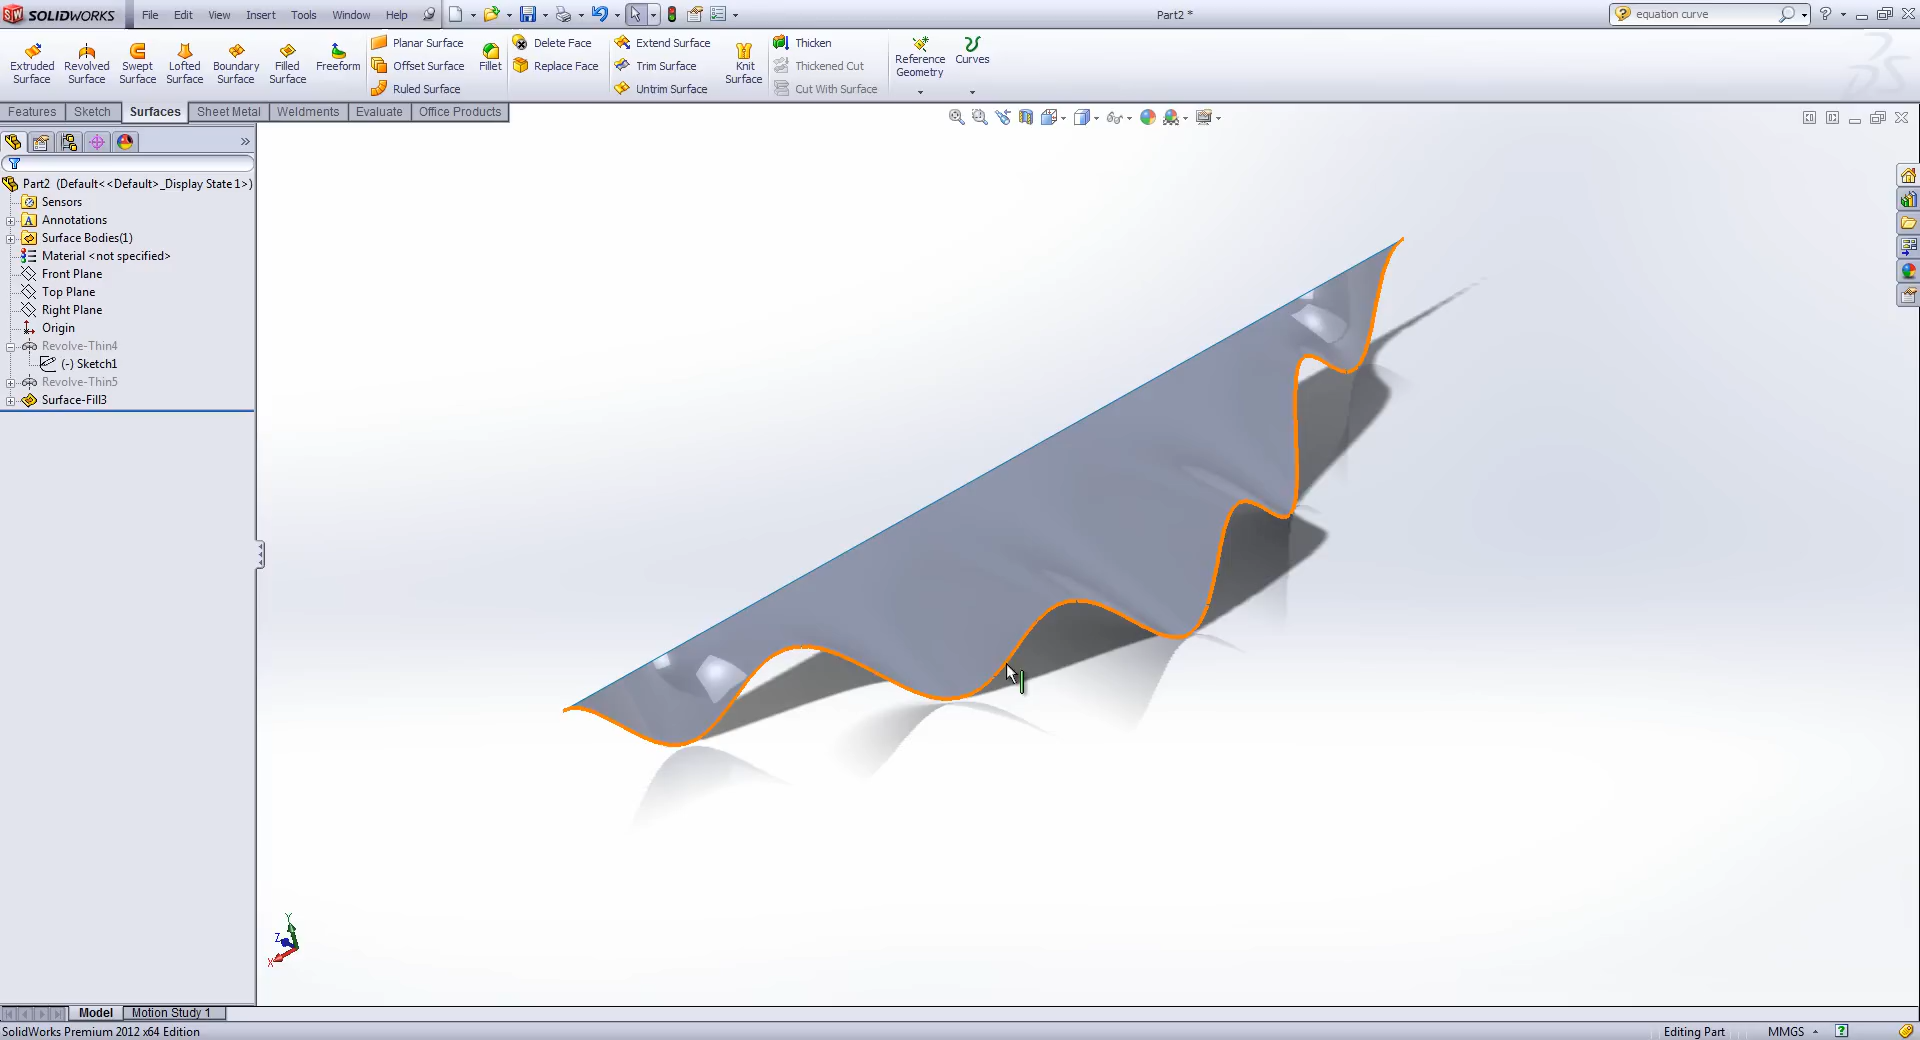 SOLIDWORKS File Edit View Insert Tools Window Help Part2 * equation curve
Extruded Surface
Revolved Surface
Swept Surface
Lofted Surface
Boundary Surface
Filled Surface
Freeform
Planar Surface
Offset Surface
Ruled Surface
Fillet
Delete Face
Replace Face
Extend Surface
Trim Surface
Untrim Surface
Knit Surface
Thicken
Thickened Cut
Cut With Surface
Reference Geometry
Curves
Features Sketch Surfaces Sheet Metal Weldments Evaluate Office Products
Part2 (Default<<Default>_Display State 1>)
Sensors
Annotations
Surface Bodies(1)
Material <not specified>
Front Plane
Top Plane
Right Plane
Origin
Revolve-Thin4
(-) Sketch1
Revolve-Thin5
Surface-Fill3
Y
Z
X
Model Motion Study 1
SolidWorks Premium 2012 x64 Edition Editing Part MMGS